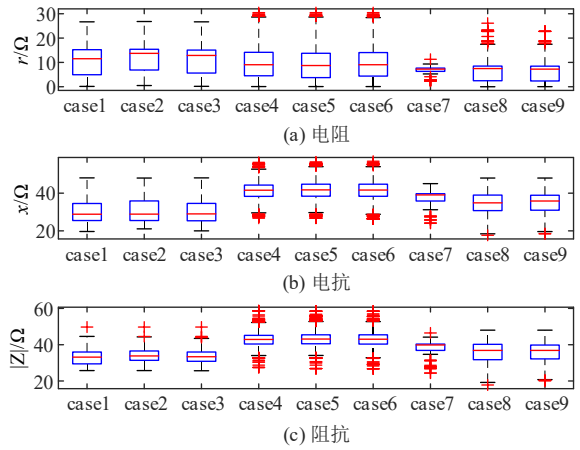 30
20
10
0
r/Ω
case1 case2 case3 case4 case5 case6 case7 case8 case9
(a) 电阻
40
20
x/Ω
case1 case2 case3 case4 case5 case6 case7 case8 case9
(b) 电抗
60
40
20
|Z|/Ω
case1 case2 case3 case4 case5 case6 case7 case8 case9
(c) 阻抗